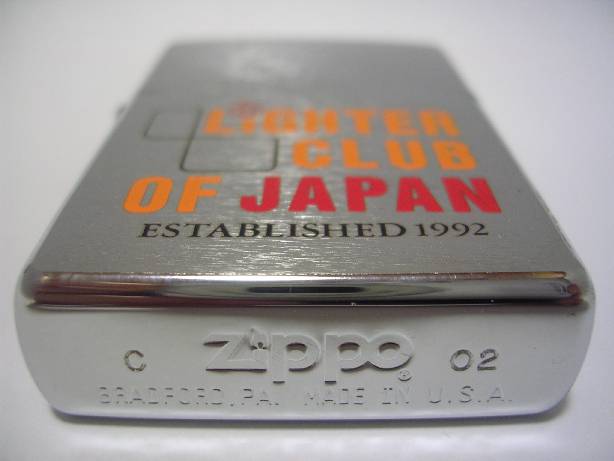 LIGHTER
CLUB
OF JAPAN
ESTABLISHED 1992
C Zippo® 02
BRADFORD, PA. MADE IN U.S.A.